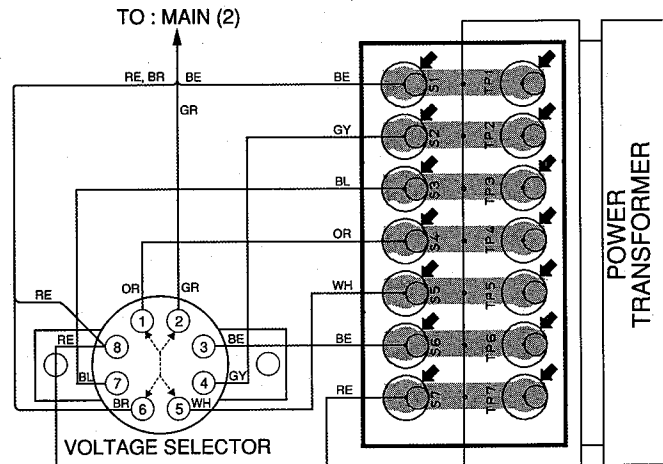 TO : MAIN (2)
RE, BR BE
BE
S1 TP1
GR
GY
S2 TP2
BL
S3 TP3
OR
S4 TP4
WH
S5 TP5
RE
OR
GR
1
2
RE
8
3
BE
BE
S6 TP6
BL
7
4
GY
RE
S7 TP7
BR
6
5
WH
VOLTAGE SELECTOR
POWER
TRANSFORMER